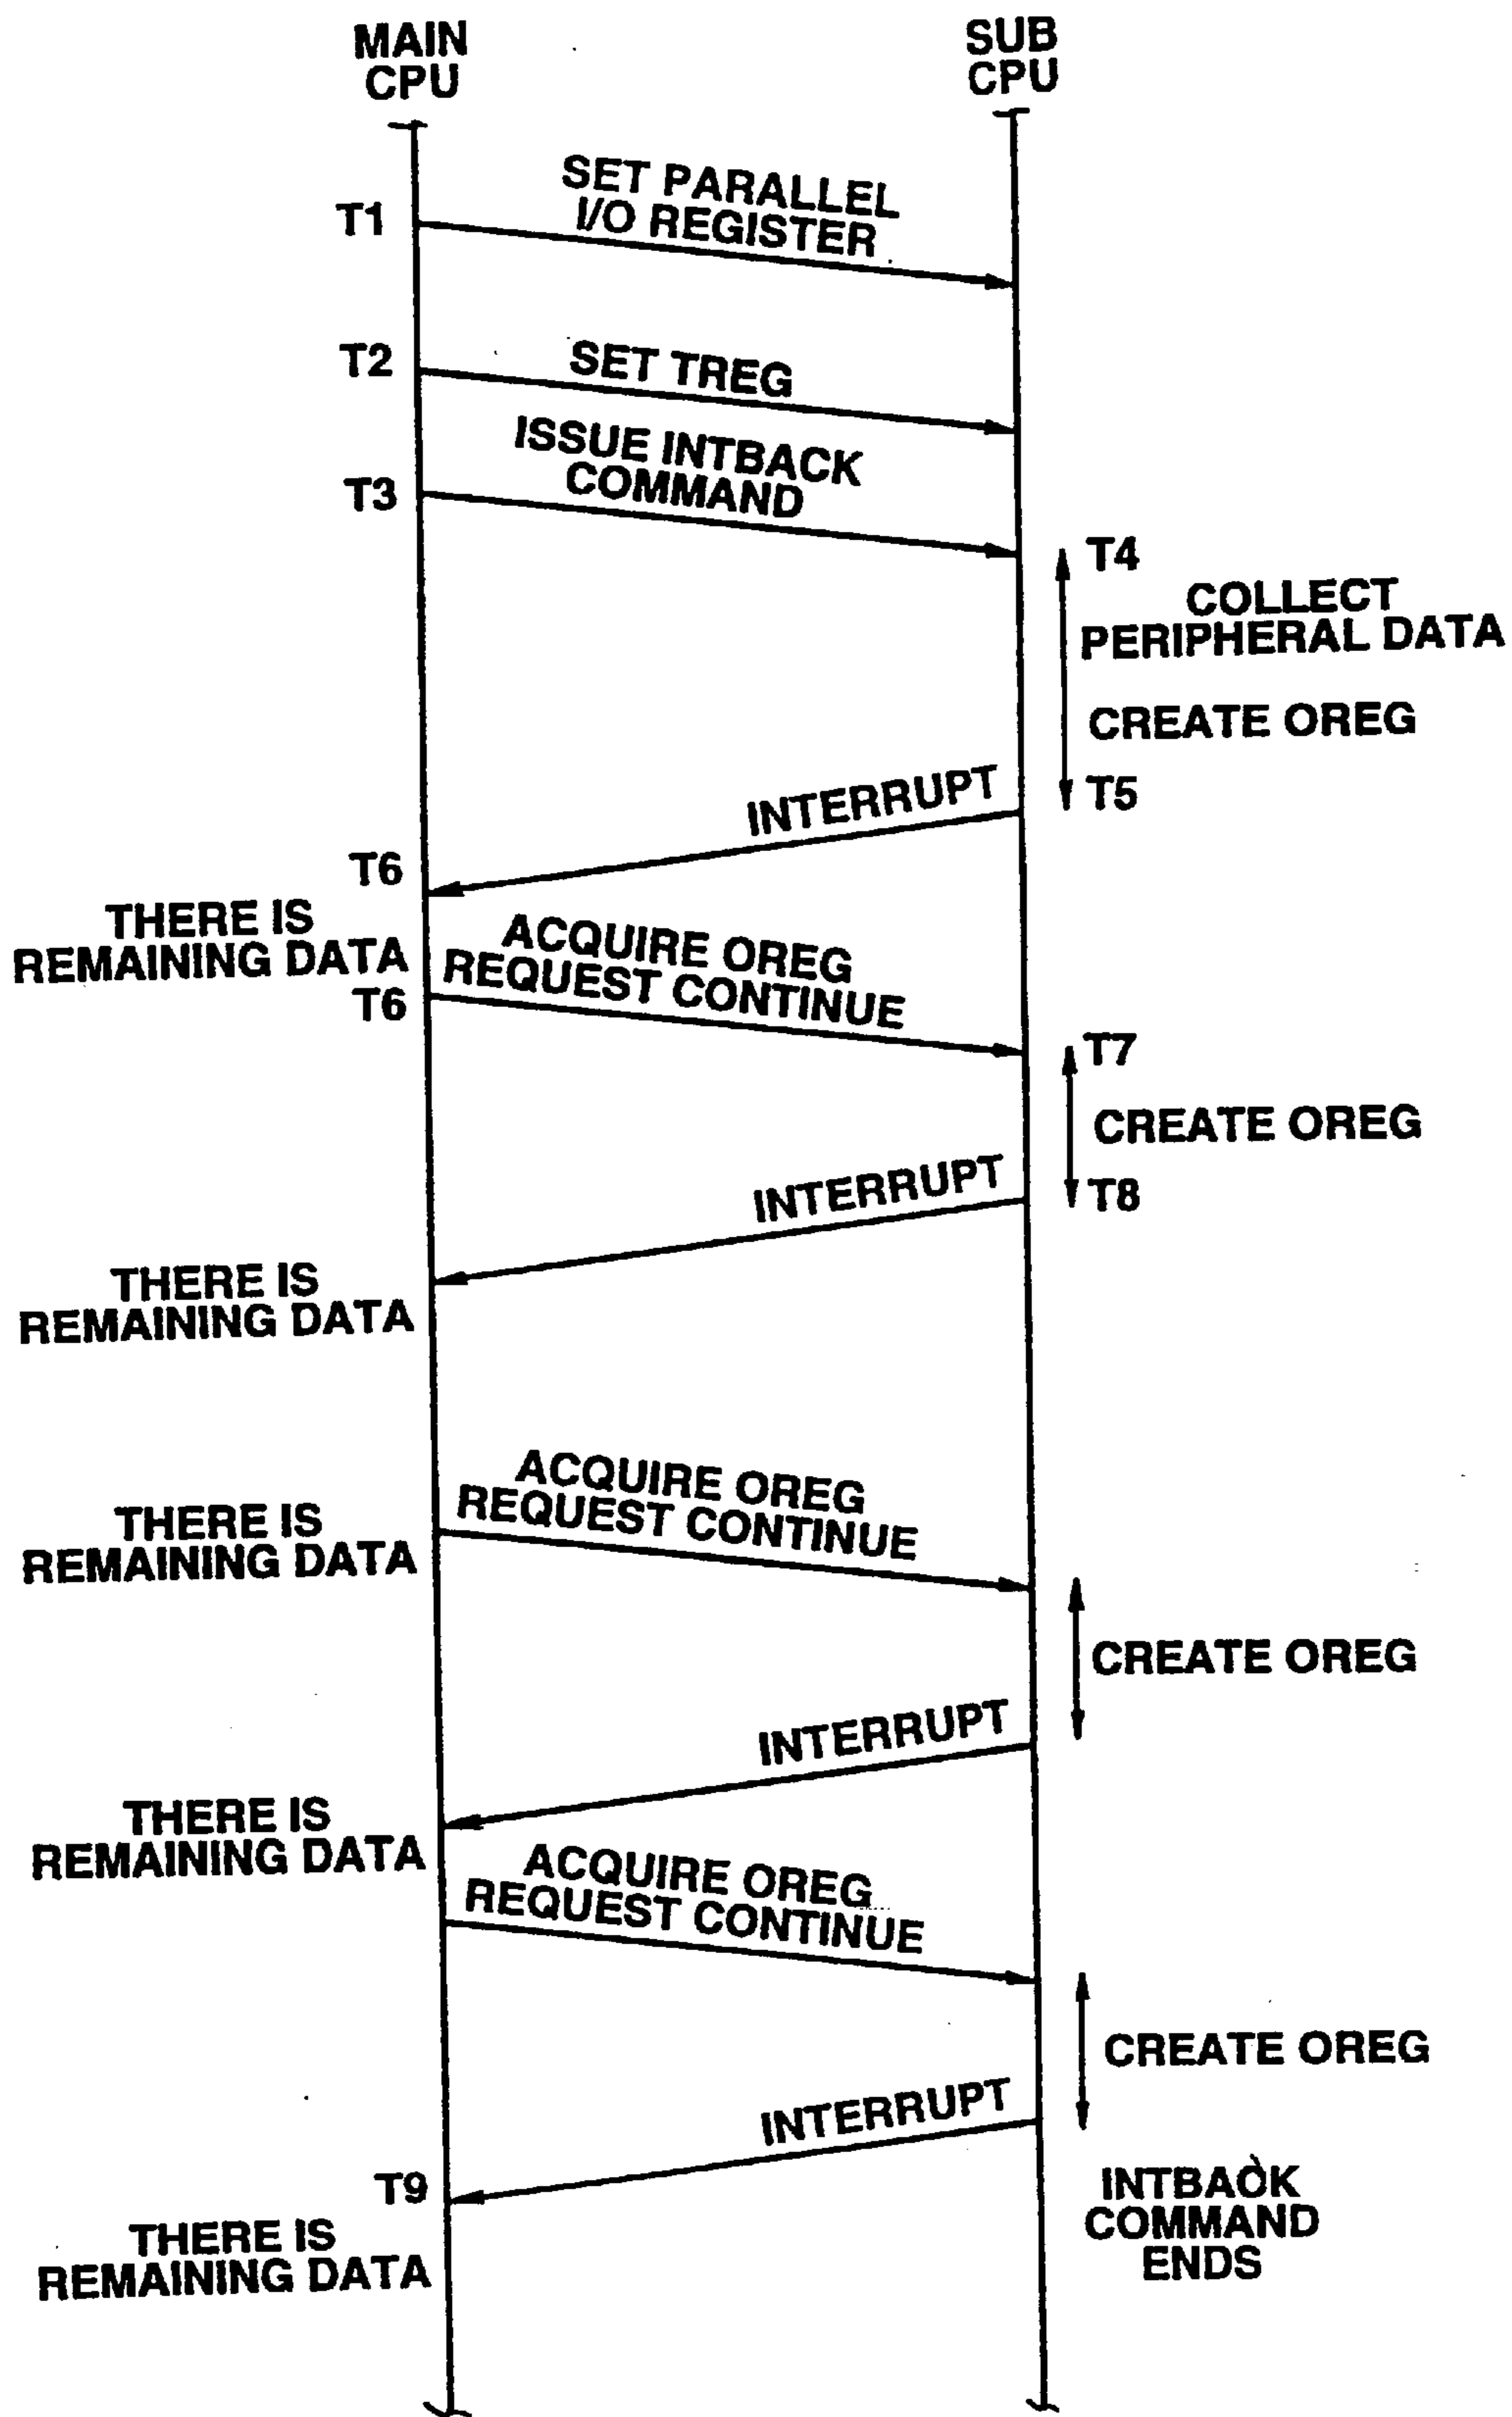 MAIN
CPU
SUB
CPU
SET PARALLEL
I/O REGISTER
T1
T2
SET TREG
ISSUE INTBACK
COMMAND
T3
T4
COLLECT
PERIPHERAL DATA
CREATE OREG
T5
INTERRUPT
T6
THERE IS
REMAINING DATA
ACQUIRE OREG
REQUEST CONTINUE
T6
T7
CREATE OREG
INTERRUPT
T8
THERE IS
REMAINING DATA
ACQUIRE OREG
REQUEST CONTINUE
THERE IS
REMAINING DATA
CREATE OREG
INTERRUPT
THERE IS
REMAINING DATA
ACQUIRE OREG
REQUEST CONTINUE
CREATE OREG
INTERRUPT
T9
THERE IS
REMAINING DATA
INTBACK
COMMAND
ENDS